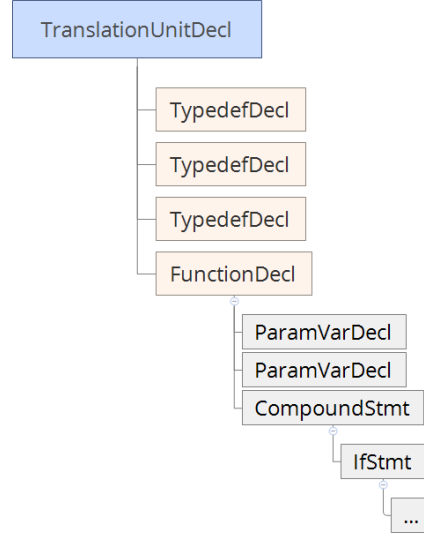 TranslationUnitDecl
TypedefDecl
TypedefDecl
TypedefDecl
FunctionDecl
ParamVarDecl
ParamVarDecl
CompoundStmt
IfStmt
...